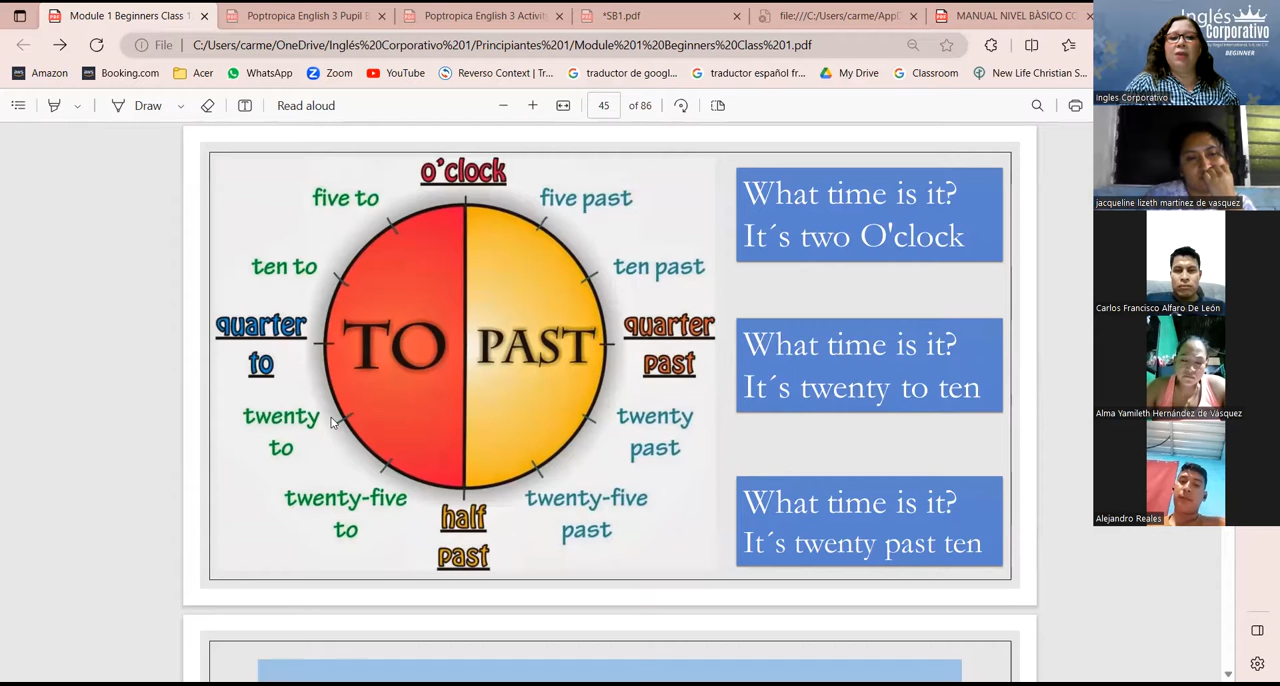 Module 1 Beginners Class 1
Poptropica English 3 Pupil B
Poptropica English 3 Activit
*SB1.pdf
file:///C:/Users/carme/AppD
MANUAL NIVEL BÀSICO CO
File
C:/Users/carme/OneDrive/Inglés%20Corporativo%201/Principiantes%201/Module%201%20Beginners%20Class%201.pdf
Amazon
Booking.com
Acer
WhatsApp
Zoom
YouTube
Reverso Context | Tr...
traductor de googl...
traductor español fr...
My Drive
Classroom
New Life Christian S...
Draw
Read aloud
45 of 86
o'clock
five to
five past
ten to
ten past
quarter
to
quarter
past
TO
PAST
twenty
to
twenty
past
twenty-five
to
twenty-five
past
half
past
What time is it?
It´s two O'clock
What time is it?
It´s twenty to ten
What time is it?
It´s twenty past ten
Inglés
Corporativo
BEGINNER
Ingles Corporativo
jacqueline lizeth martinez de vasquez
Carlos Francisco Alfaro De León
Alma Yamileth Hernández de Vásquez
Alejandro Reales